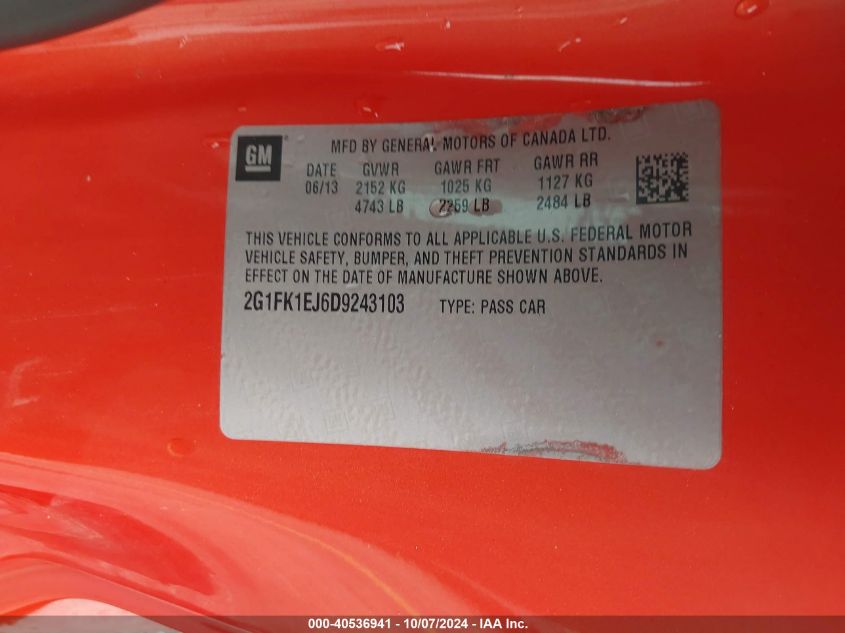 GM
MFD BY GENERAL MOTORS OF CANADA LTD.
DATE GVWR GAWR FRT GAWR RR
06/13 2152 KG 1025 KG 1127 KG
4743 LB 2259 LB 2484 LB
THIS VEHICLE CONFORMS TO ALL APPLICABLE U.S. FEDERAL MOTOR
VEHICLE SAFETY, BUMPER, AND THEFT PREVENTION STANDARDS IN
EFFECT ON THE DATE OF MANUFACTURE SHOWN ABOVE.
2G1FK1EJ6D9243103 TYPE: PASS CAR
000-40536941 - 10/07/2024 - IAA Inc.